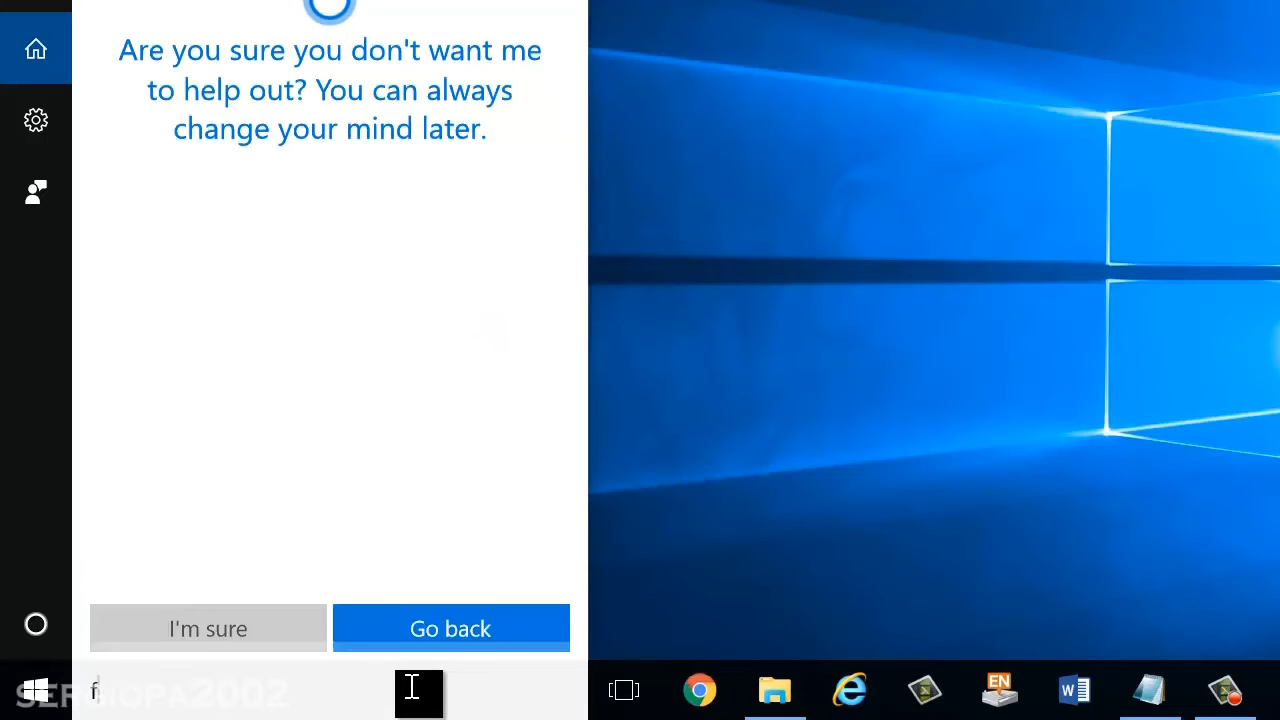 Are you sure you don't want me
to help out? You can always
change your mind later.
I'm sure
Go back
f
SERGIOPA2002
EN
W